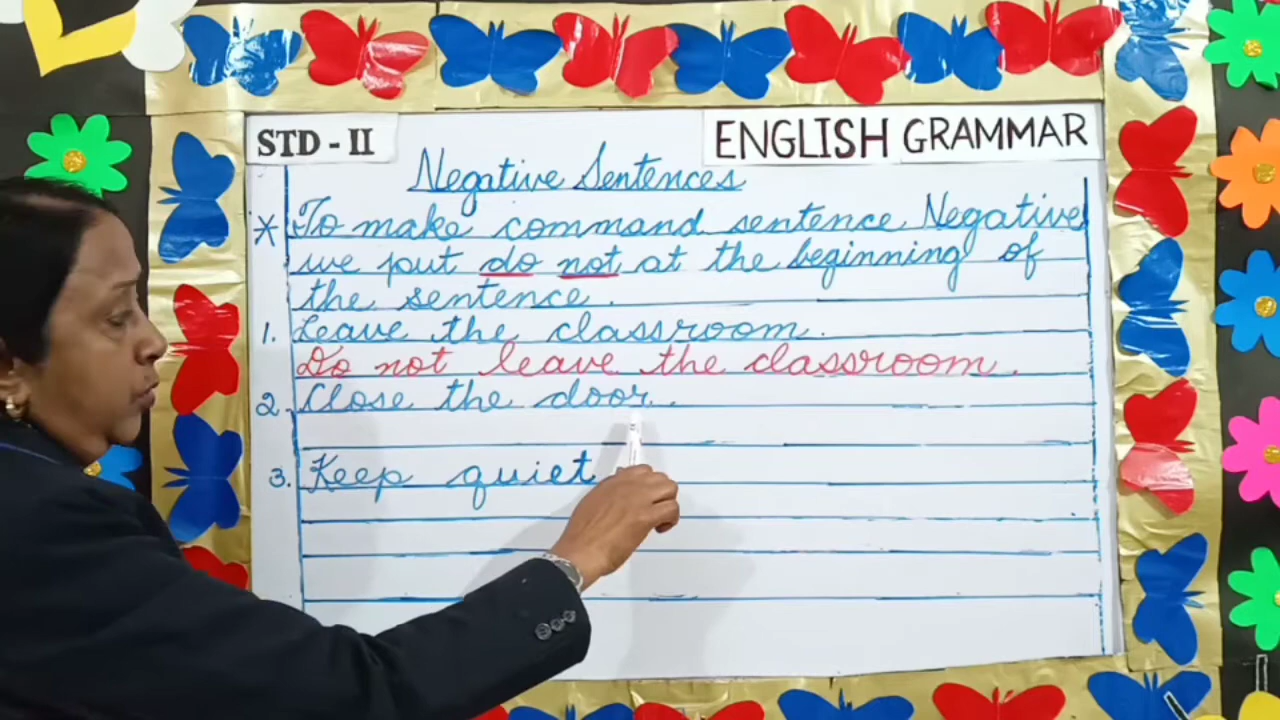 STD - II
ENGLISH GRAMMAR
Negative Sentences
* To make command sentence Negative
we put do not at the beginning of
the sentence.
1. Leave the classroom.
Do not leave the classroom.
2. Close the door.
3. Keep quiet